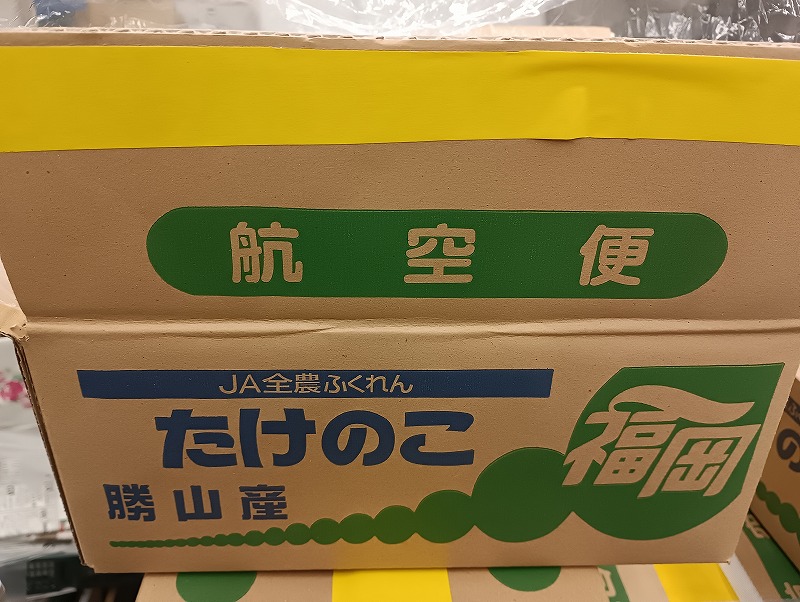 航空便
JA全農ふくれん
たけのこ
福岡
勝山産